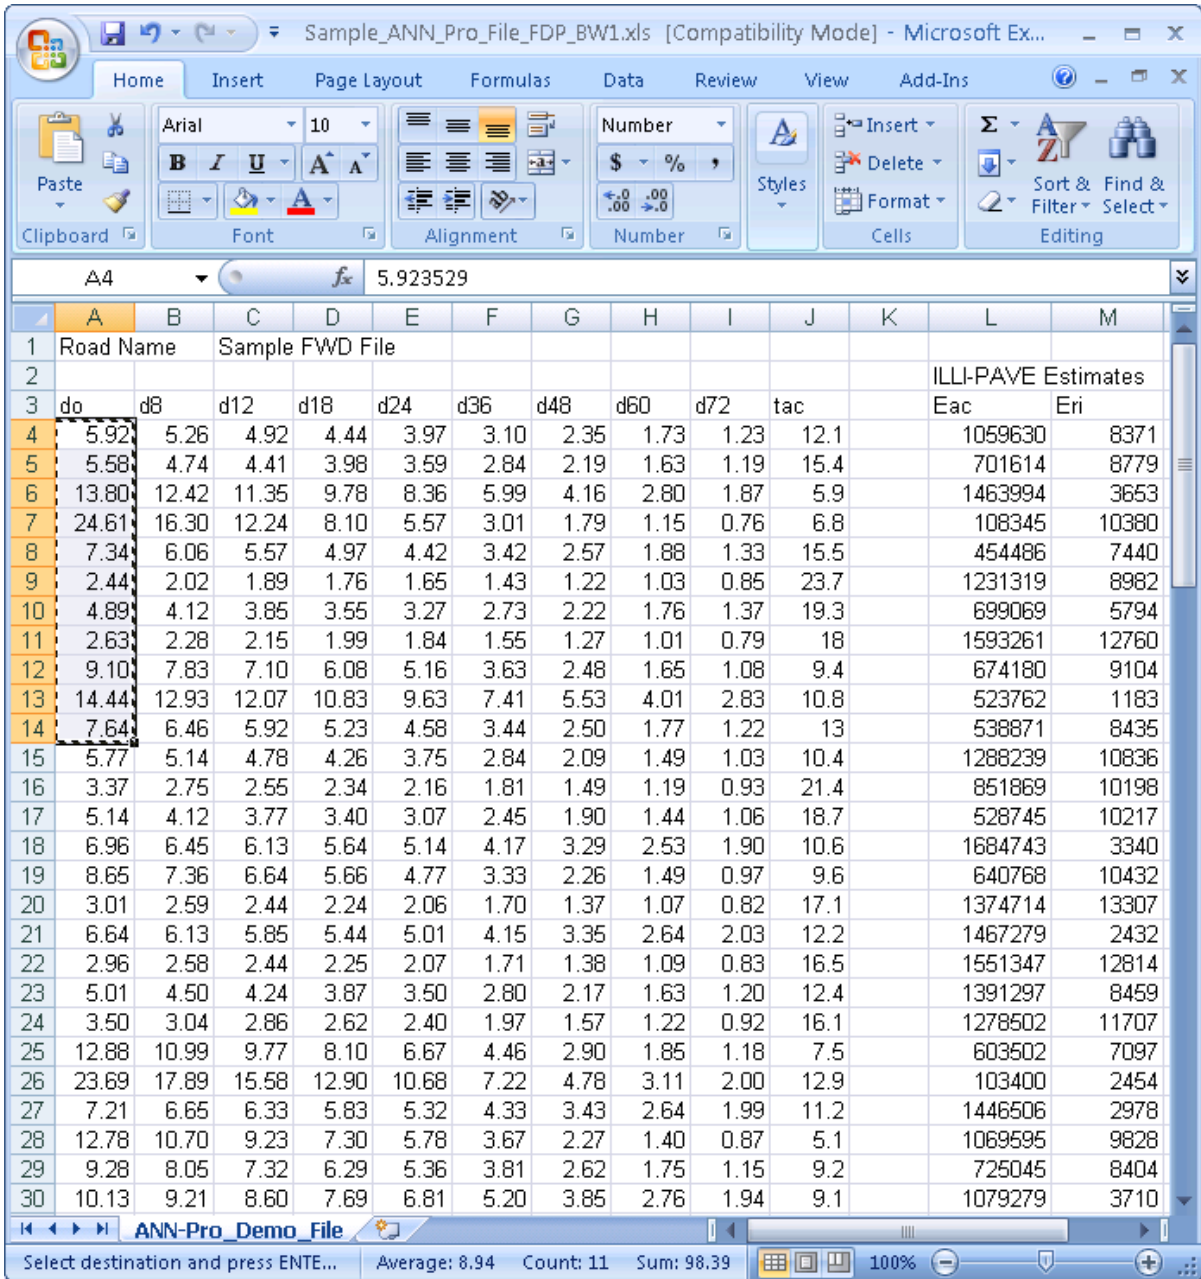 Sample_ANN_Pro_File_FDP_BW1.xls [Compatibility Mode] - Microsoft Ex...
Home Insert Page Layout Formulas Data Review View Add-Ins
Arial 10 Number Insert
B I U A A $ % , Delete
Paste Styles Format Sort & Filter Find & Select
Clipboard Font Alignment Number Cells Editing
A4 fx 5.923529
A B C D E F G H I J K L M
1 Road Name Sample FWD File
2 ILLI-PAVE Estimates
3 do d8 d12 d18 d24 d36 d48 d60 d72 tac Eac Eri
4 5.92 5.26 4.92 4.44 3.97 3.10 2.35 1.73 1.23 12.1 1059630 8371
5 5.58 4.74 4.41 3.98 3.59 2.84 2.19 1.63 1.19 15.4 701614 8779
6 13.80 12.42 11.35 9.78 8.36 5.99 4.16 2.80 1.87 5.9 1463994 3653
7 24.61 16.30 12.24 8.10 5.57 3.01 1.79 1.15 0.76 6.8 108345 10380
8 7.34 6.06 5.57 4.97 4.42 3.42 2.57 1.88 1.33 15.5 454486 7440
9 2.44 2.02 1.89 1.76 1.65 1.43 1.22 1.03 0.85 23.7 1231319 8982
10 4.89 4.12 3.85 3.55 3.27 2.73 2.22 1.76 1.37 19.3 699069 5794
11 2.63 2.28 2.15 1.99 1.84 1.55 1.27 1.01 0.79 18 1593261 12760
12 9.10 7.83 7.10 6.08 5.16 3.63 2.48 1.65 1.08 9.4 674180 9104
13 14.44 12.93 12.07 10.83 9.63 7.41 5.53 4.01 2.83 10.8 523762 1183
14 7.64 6.46 5.92 5.23 4.58 3.44 2.50 1.77 1.22 13 538871 8435
15 5.77 5.14 4.78 4.26 3.75 2.84 2.09 1.49 1.03 10.4 1288239 10836
16 3.37 2.75 2.55 2.34 2.16 1.81 1.49 1.19 0.93 21.4 851869 10198
17 5.14 4.12 3.77 3.40 3.07 2.45 1.90 1.44 1.06 18.7 528745 10217
18 6.96 6.45 6.13 5.64 5.14 4.17 3.29 2.53 1.90 10.6 1684743 3340
19 8.65 7.36 6.64 5.66 4.77 3.33 2.26 1.49 0.97 9.6 640768 10432
20 3.01 2.59 2.44 2.24 2.06 1.70 1.37 1.07 0.82 17.1 1374714 13307
21 6.64 6.13 5.85 5.44 5.01 4.15 3.35 2.64 2.03 12.2 1467279 2432
22 2.96 2.58 2.44 2.25 2.07 1.71 1.38 1.09 0.83 16.5 1551347 12814
23 5.01 4.50 4.24 3.87 3.50 2.80 2.17 1.63 1.20 12.4 1391297 8459
24 3.50 3.04 2.86 2.62 2.40 1.97 1.57 1.22 0.92 16.1 1278502 11707
25 12.88 10.99 9.77 8.10 6.67 4.46 2.90 1.85 1.18 7.5 603502 7097
26 23.69 17.89 15.58 12.90 10.68 7.22 4.78 3.11 2.00 12.9 103400 2454
27 7.21 6.65 6.33 5.83 5.32 4.33 3.43 2.64 1.99 11.2 1446506 2978
28 12.78 10.70 9.23 7.30 5.78 3.67 2.27 1.40 0.87 5.1 1069595 9828
29 9.28 8.05 7.32 6.29 5.36 3.81 2.62 1.75 1.15 9.2 725045 8404
30 10.13 9.21 8.60 7.69 6.81 5.20 3.85 2.76 1.94 9.1 1079279 3710
ANN-Pro_Demo_File
Select destination and press ENTE... Average: 8.94 Count: 11 Sum: 98.39 100%